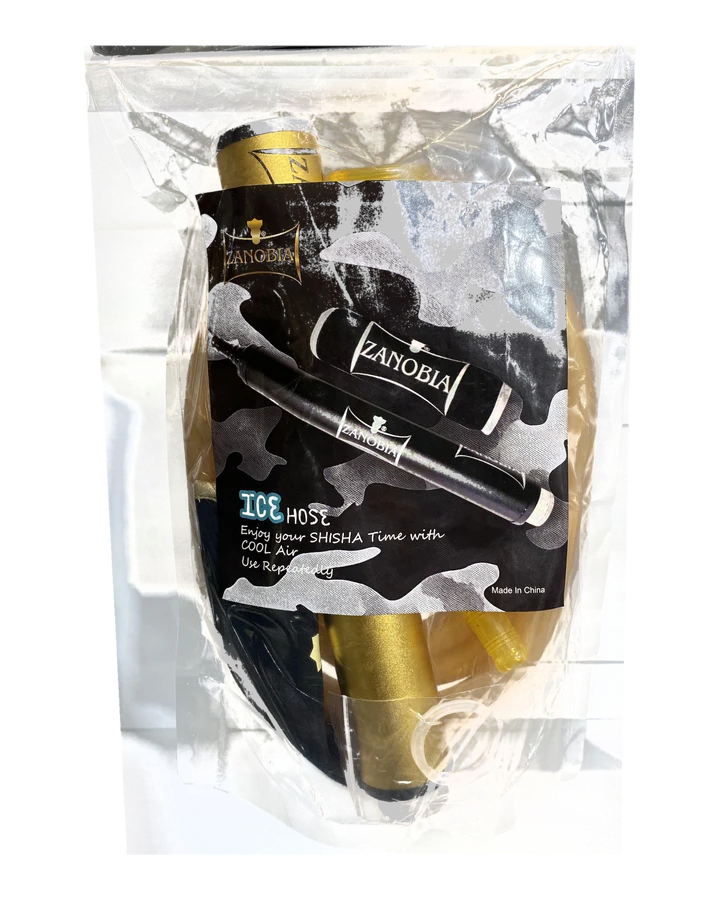 ZANOBIA
ZANOBIA
ZANOBIA
ICE HOSE
Enjoy your SHISHA Time with
COOL Air
Use Repeatedly
Made In China